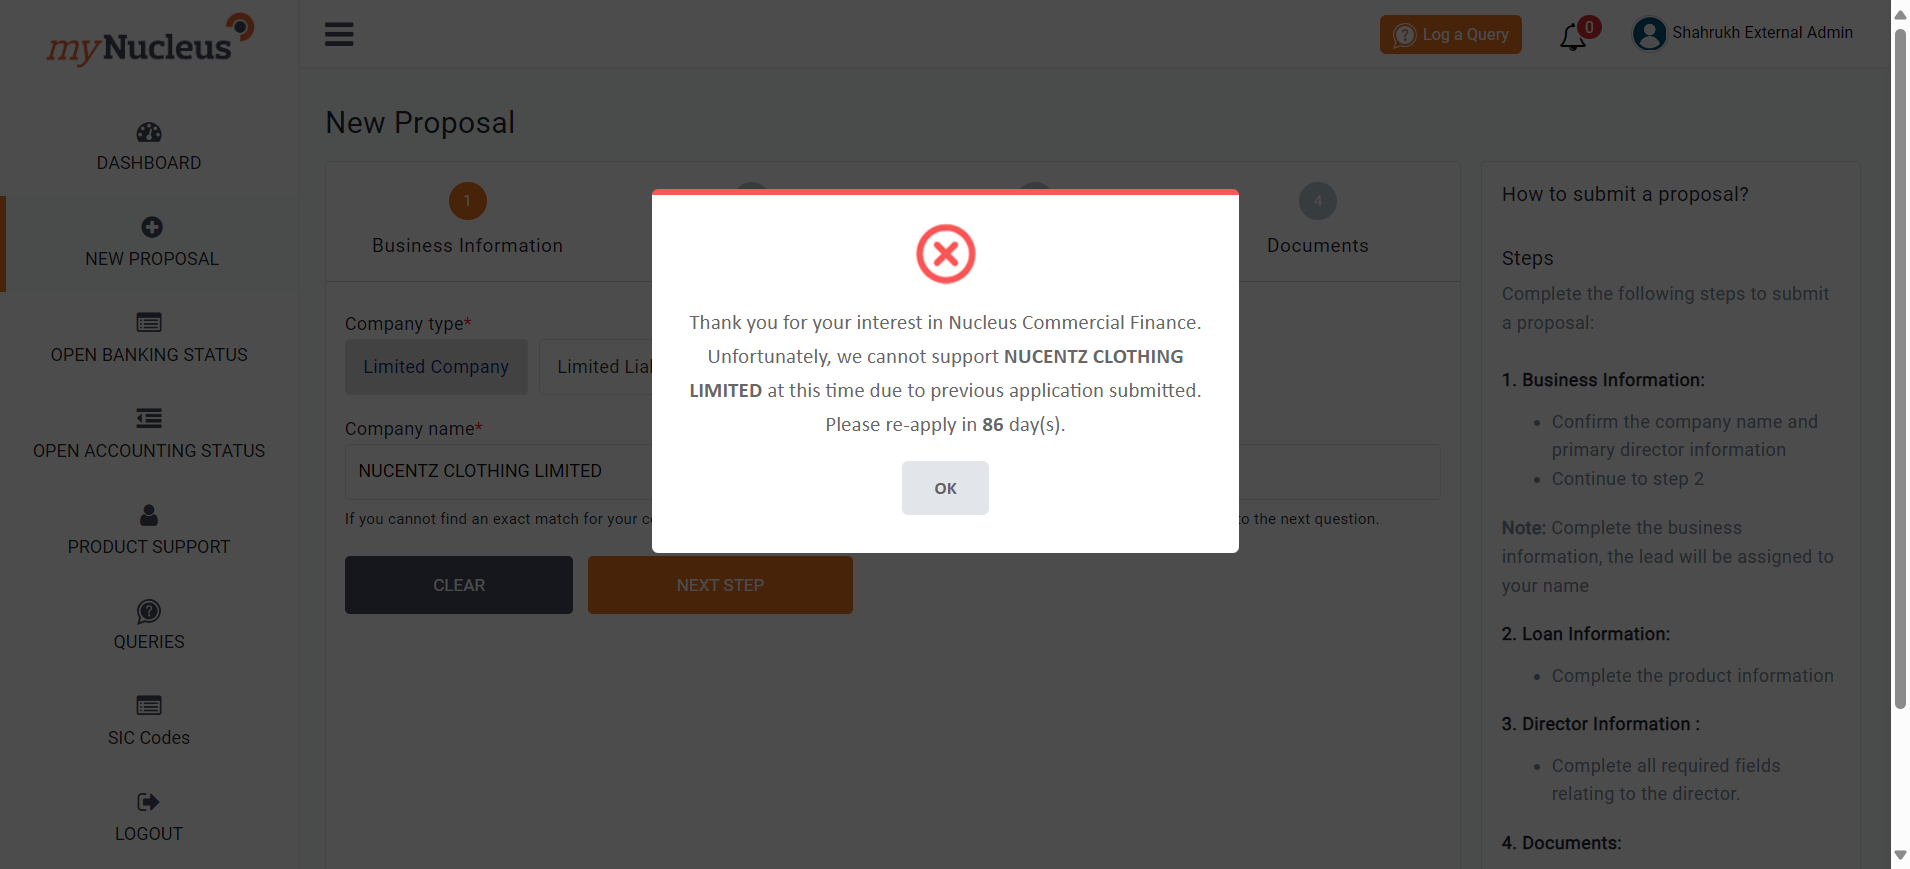 myNucleus
Log a Query
0
Shahrukh External Admin
DASHBOARD
NEW PROPOSAL
OPEN BANKING STATUS
OPEN ACCOUNTING STATUS
PRODUCT SUPPORT
QUERIES
SIC Codes
LOGOUT
New Proposal
1
Business Information
4
Documents
Company type*
Limited Company
Limited Lial
Company name*
NUCENTZ CLOTHING LIMITED
If you cannot find an exact match for your c
to the next question.
CLEAR
NEXT STEP
Thank you for your interest in Nucleus Commercial Finance.
Unfortunately, we cannot support NUCENTZ CLOTHING
LIMITED at this time due to previous application submitted.
Please re-apply in 86 day(s).
OK
How to submit a proposal?
Steps
Complete the following steps to submit
a proposal:
1. Business Information:
• Confirm the company name and
primary director information
• Continue to step 2
Note: Complete the business
information, the lead will be assigned to
your name
2. Loan Information:
• Complete the product information
3. Director Information :
• Complete all required fields
relating to the director.
4. Documents: